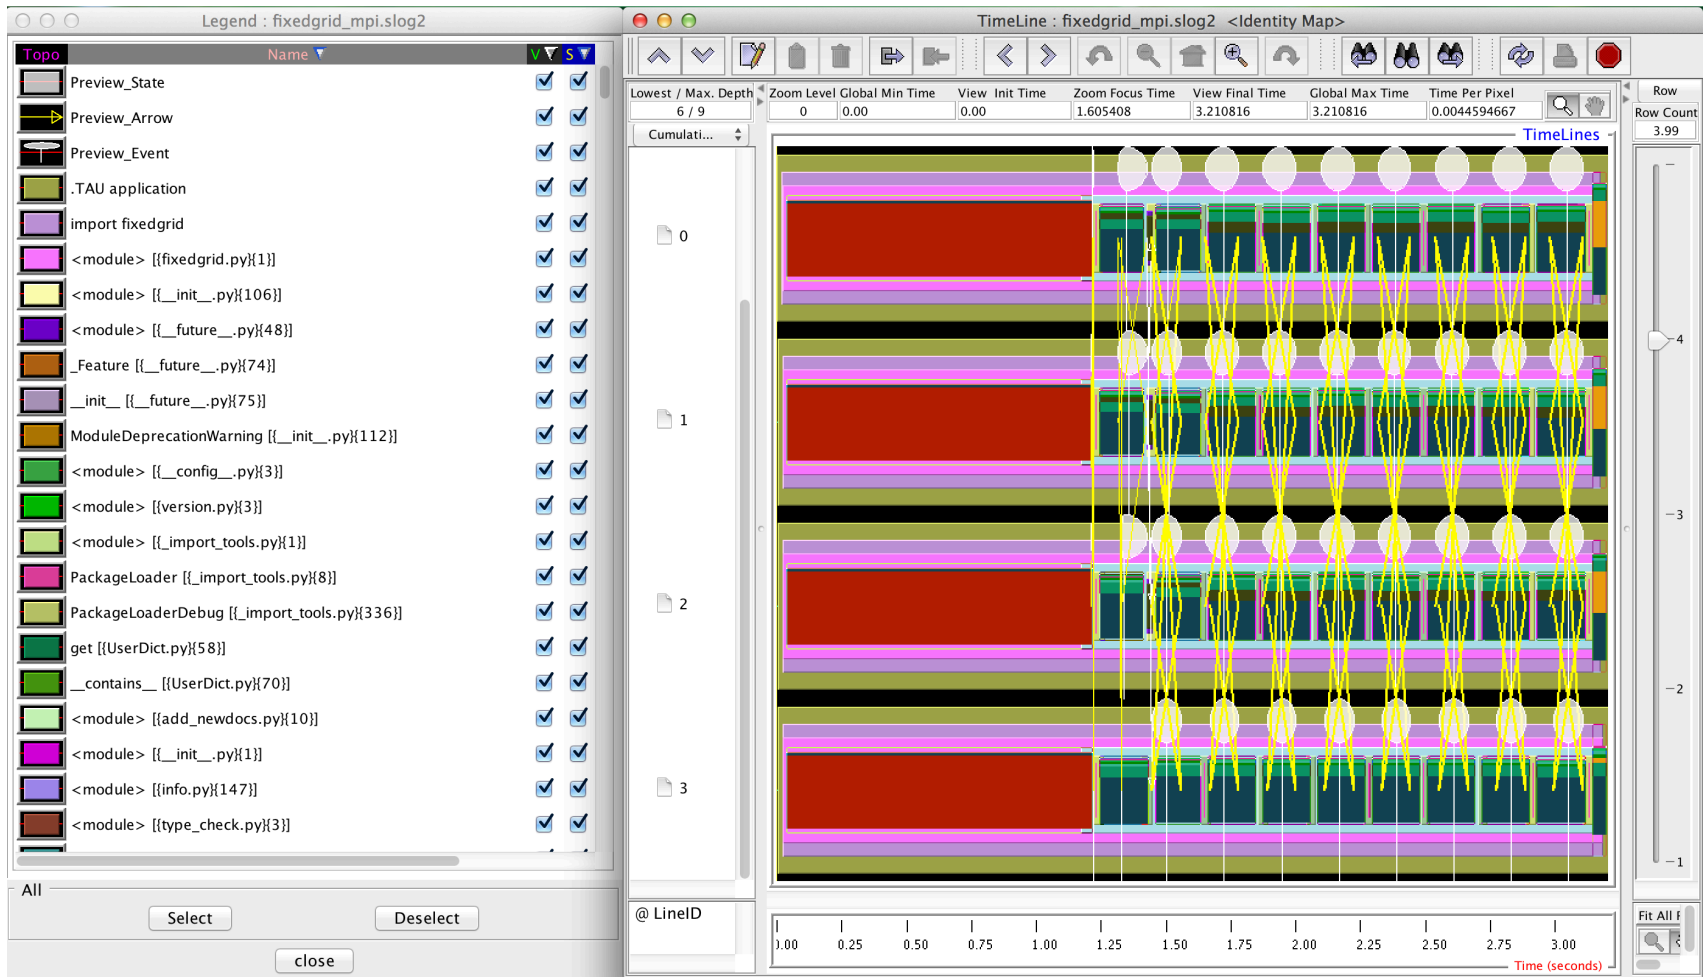 Legend : fixedgrid_mpi.slog2
Topo Name V S
Preview_State
Preview_Arrow
Preview_Event
.TAU application
import fixedgrid
<module> [{fixedgrid.py}{1}]
<module> [{__init__.py}{106}]
<module> [{__future__.py}{48}]
_Feature [{__future__.py}{74}]
__init__ [{__future__.py}{75}]
ModuleDeprecationWarning [{__init__.py}{112}]
<module> [{__config__.py}{3}]
<module> [{version.py}{3}]
<module> [{_import_tools.py}{1}]
PackageLoader [{_import_tools.py}{8}]
PackageLoaderDebug [{_import_tools.py}{336}]
get [{UserDict.py}{58}]
__contains__ [{UserDict.py}{70}]
<module> [{add_newdocs.py}{10}]
<module> [{__init__.py}{1}]
<module> [{info.py}{147}]
<module> [{type_check.py}{3}]
All
Select Deselect
close
TimeLine : fixedgrid_mpi.slog2 <Identity Map>
Lowest / Max. Depth
6 / 9
Zoom Level Global Min Time View Init Time Zoom Focus Time View Final Time Global Max Time Time Per Pixel
0 0.00 0.00 1.605408 3.210816 3.210816 0.0044594667
Cumulati...
TimeLines
0
1
2
3
@ LineID
0.25 0.50 0.75 1.00 1.25 1.50 1.75 2.00 2.25 2.50 2.75 3.00
Time (seconds)
Row
Row Count
3.99
4
3
2
1
Fit All